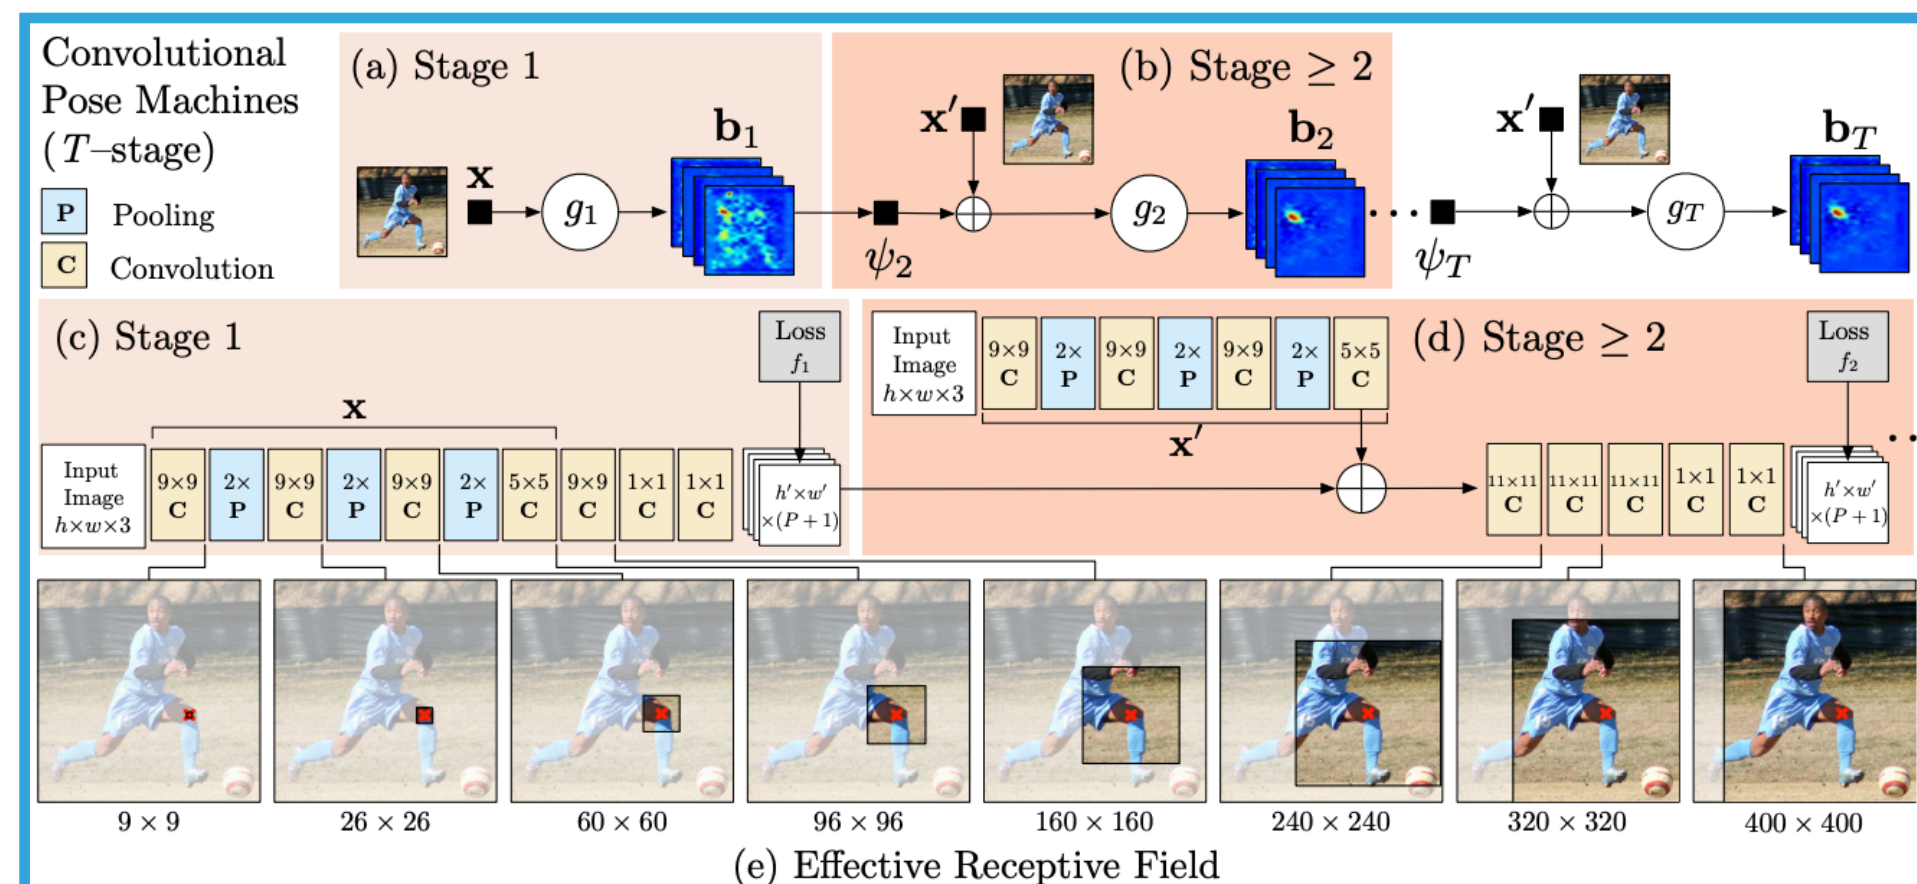 Convolutional
Pose Machines
(T–stage)
P Pooling
C Convolution
(a) Stage 1
x
g₁
b₁
(b) Stage ≥ 2
x′
ψ₂
g₂
b₂
...
x′
ψ_T
g_T
b_T
(c) Stage 1
Loss
f₁
x
Input
Image
h×w×3
9×9
C
2×
P
9×9
C
2×
P
9×9
C
2×
P
5×5
C
9×9
C
1×1
C
1×1
C
h′×w′
×(P + 1)
Input
Image
h×w×3
9×9
C
2×
P
9×9
C
2×
P
9×9
C
2×
P
5×5
C
x′
(d) Stage ≥ 2
Loss
f₂
11×11
C
11×11
C
11×11
C
1×1
C
1×1
C
h′×w′
×(P + 1)
..
9 × 9
26 × 26
60 × 60
96 × 96
160 × 160
240 × 240
320 × 320
400 × 400
(e) Effective Receptive Field